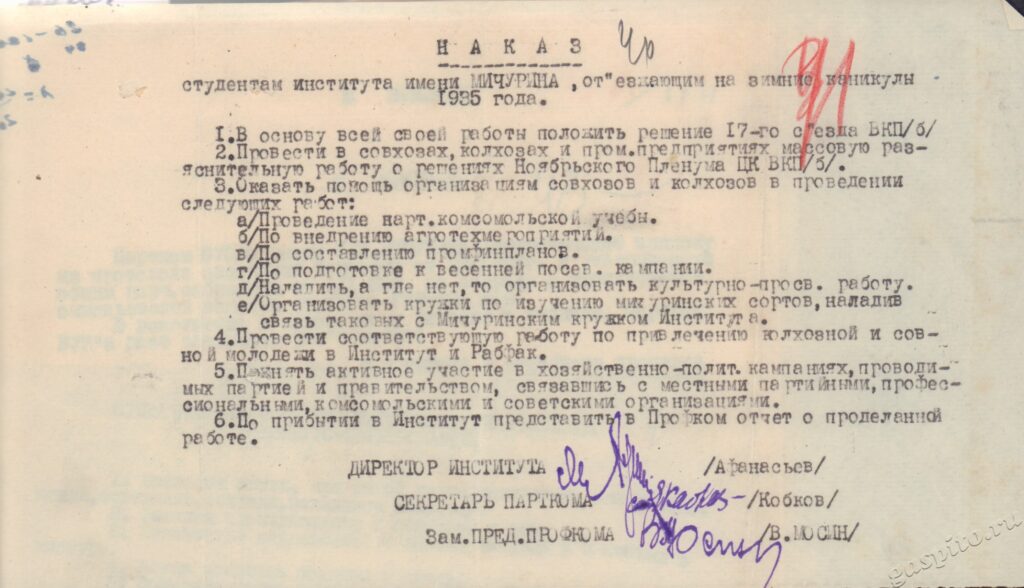 Н А К А З
студентам института имени МИЧУРИНА , от"езжающим на зимние каникулы
1935 года.
1.В основу всей своей работы положить решение 17-го с"езда ВКП/б/
2.Провести в совхозах,колхозах и пром.предприятиях массовую раз-
яснительную работу о решениях Ноябрьского Пленума ЦК ВКП/б/.
3.Оказать помощь организациям совхозов и колхозов в проведении
следующих работ:
а/Проведение парт.комсомольской учебы.
б/По внедрению агротехмероприятий.
в/По составлению промфинпланов.
г/По подготовке к весенней посев. кампании.
д/Наладить,а где нет,то организовать культурно-просв. работу.
е/Организовать кружки по изучению мичуринских сортов,наладив
связь таковых с Мичуринским кружком Института.
4.Провести соответствующую работу по привлечению колхозной и сов-
ной молодежи в Институт и Рабфак.
5.Принять активное участие в хозяйственно-полит. кампаниях,проводи-
мых партией и правительством, связавшись с местными партийными,профес-
сиональными,комсомольскими и советскими организациями.
6.По прибытии в Институт представить в Профком отчет о проделанной
работе.
ДИРЕКТОР ИНСТИТУТА /Афанасьев/
СЕКРЕТАРЬ ПАРТКОМА /Кобков/
Зам.ПРЕД.ПРОФКОМА /В.МОСИН/
gaspito.ru